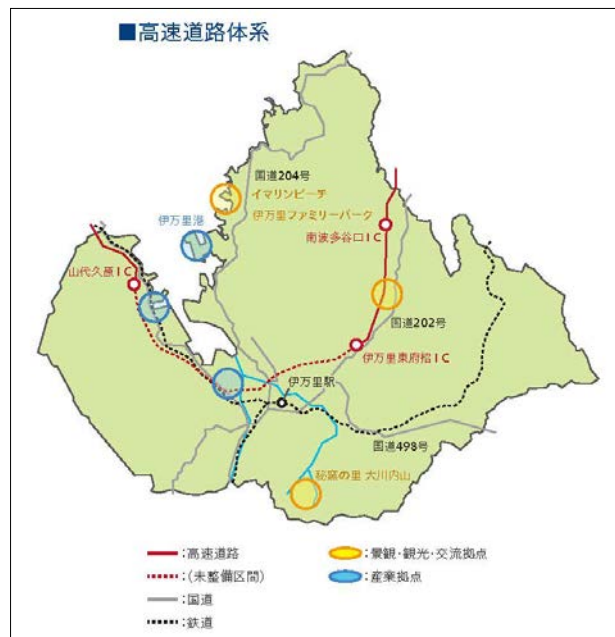 ■高速道路体系
国道204号
イマリンビーチ
伊万里ファミリーパーク
伊万里港
南波多谷口IC
山代久原IC
国道202号
伊万里東府招IC
伊万里駅
国道498号
秘窯の里 大川内山
:高速道路
:(未整備区間)
:国道
:鉄道
:景観・観光・交流拠点
:産業拠点